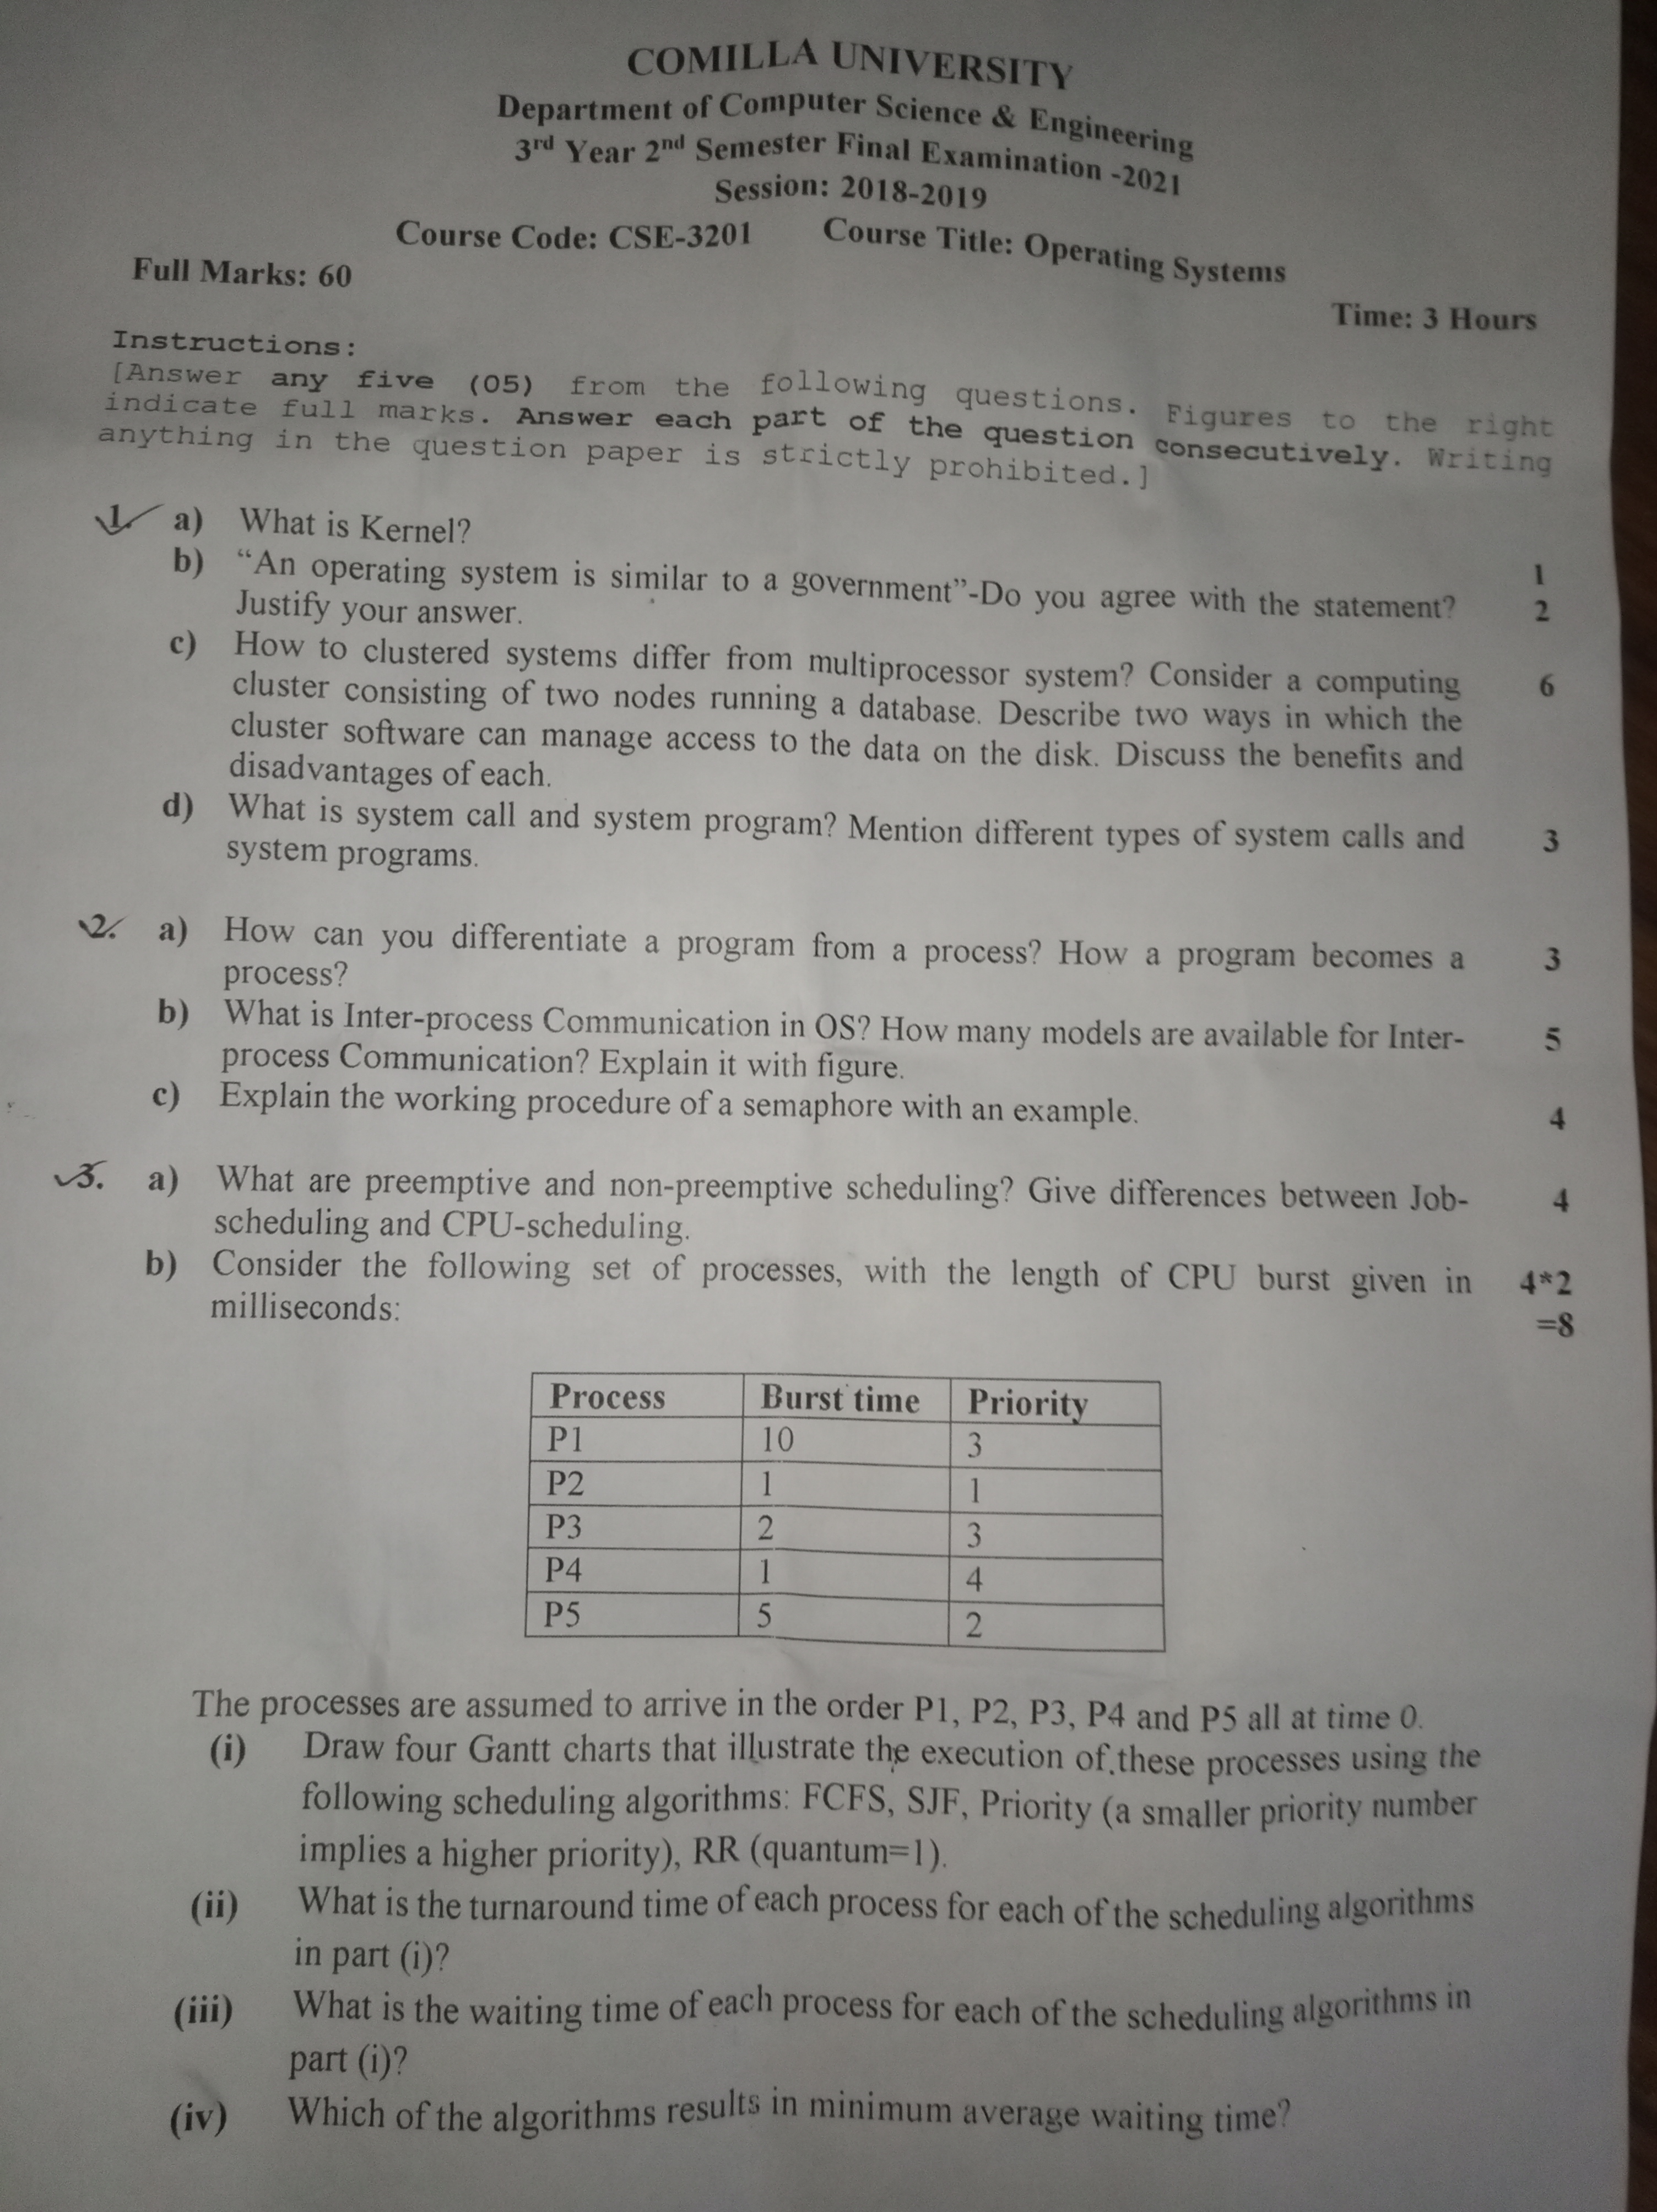 COMILLA UNIVERSITY
Department of Computer Science & Engineering
3rd Year 2nd Semester Final Examination -2021
Session: 2018-2019
Course Code: CSE-3201 Course Title: Operating Systems
Full Marks: 60
Time: 3 Hours
Instructions:
[Answer any five (05) from the following questions. Figures to the right
indicate full marks. Answer each part of the question consecutively. Writing
anything in the question paper is strictly prohibited.]
1. a) What is Kernel? 1
b) “An operating system is similar to a government”-Do you agree with the statement? 2
Justify your answer.
c) How to clustered systems differ from multiprocessor system? Consider a computing 6
cluster consisting of two nodes running a database. Describe two ways in which the
cluster software can manage access to the data on the disk. Discuss the benefits and
disadvantages of each.
d) What is system call and system program? Mention different types of system calls and 3
system programs.
2. a) How can you differentiate a program from a process? How a program becomes a 3
process?
b) What is Inter-process Communication in OS? How many models are available for Inter- 5
process Communication? Explain it with figure.
c) Explain the working procedure of a semaphore with an example. 4
3. a) What are preemptive and non-preemptive scheduling? Give differences between Job- 4
scheduling and CPU-scheduling.
b) Consider the following set of processes, with the length of CPU burst given in 4*2
milliseconds: =8
Process Burst time Priority
P1 10 3
P2 1 1
P3 2 3
P4 1 4
P5 5 2
The processes are assumed to arrive in the order P1, P2, P3, P4 and P5 all at time 0.
(i) Draw four Gantt charts that illustrate the execution of these processes using the
following scheduling algorithms: FCFS, SJF, Priority (a smaller priority number
implies a higher priority), RR (quantum=1).
(ii) What is the turnaround time of each process for each of the scheduling algorithms
in part (i)?
(iii) What is the waiting time of each process for each of the scheduling algorithms in
part (i)?
(iv) Which of the algorithms results in minimum average waiting time?